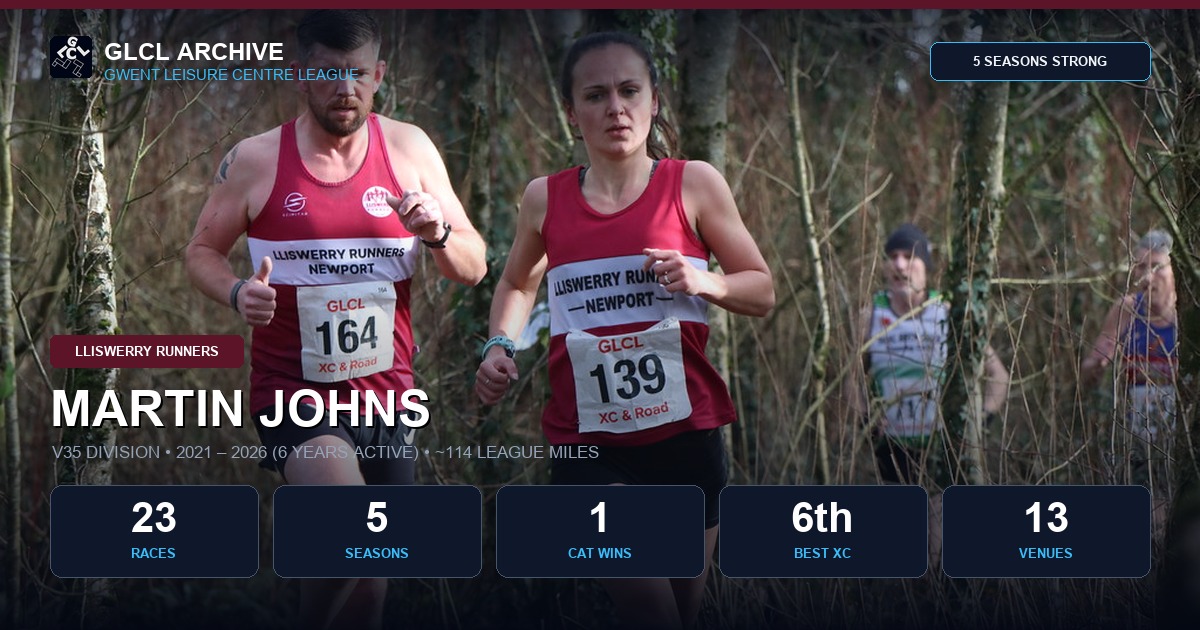 GLCL ARCHIVE
GWENT LEISURE CENTRE LEAGUE
5 SEASONS STRONG
LLISWERRY RUNNERS
NEWPORT
GLCL
164
164
XC & Road
LLISWERRY RUN
NEWPORT
GLCL
139
XC & Road
LLISWERRY RUNNERS
MARTIN JOHNS
V35 DIVISION • 2021 – 2026 (6 YEARS ACTIVE) • ~114 LEAGUE MILES
23
RACES
5
SEASONS
1
CAT WINS
6th
BEST XC
13
VENUES